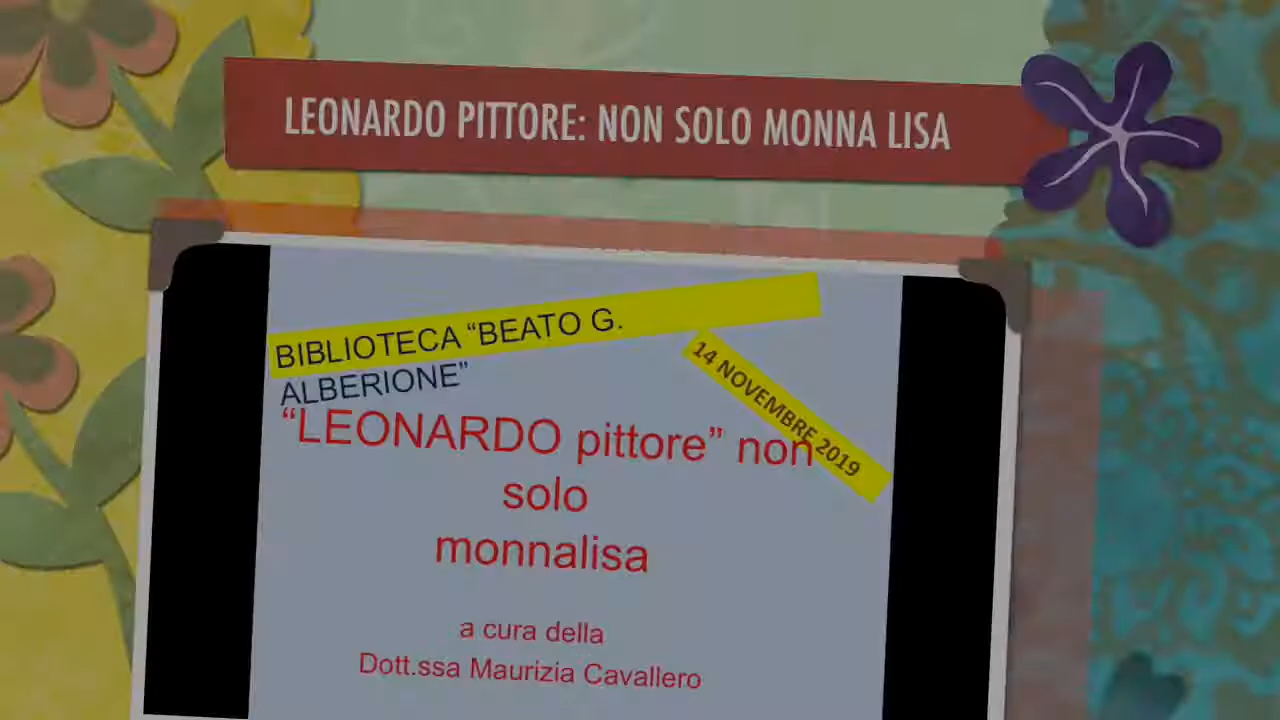 LEONARDO PITTORE: NON SOLO MONNA LISA
BIBLIOTECA “BEATO G.
ALBERIONE”
14 NOVEMBRE 2019
“LEONARDO pittore” non
solo
monnalisa
a cura della
Dott.ssa Maurizia Cavallero